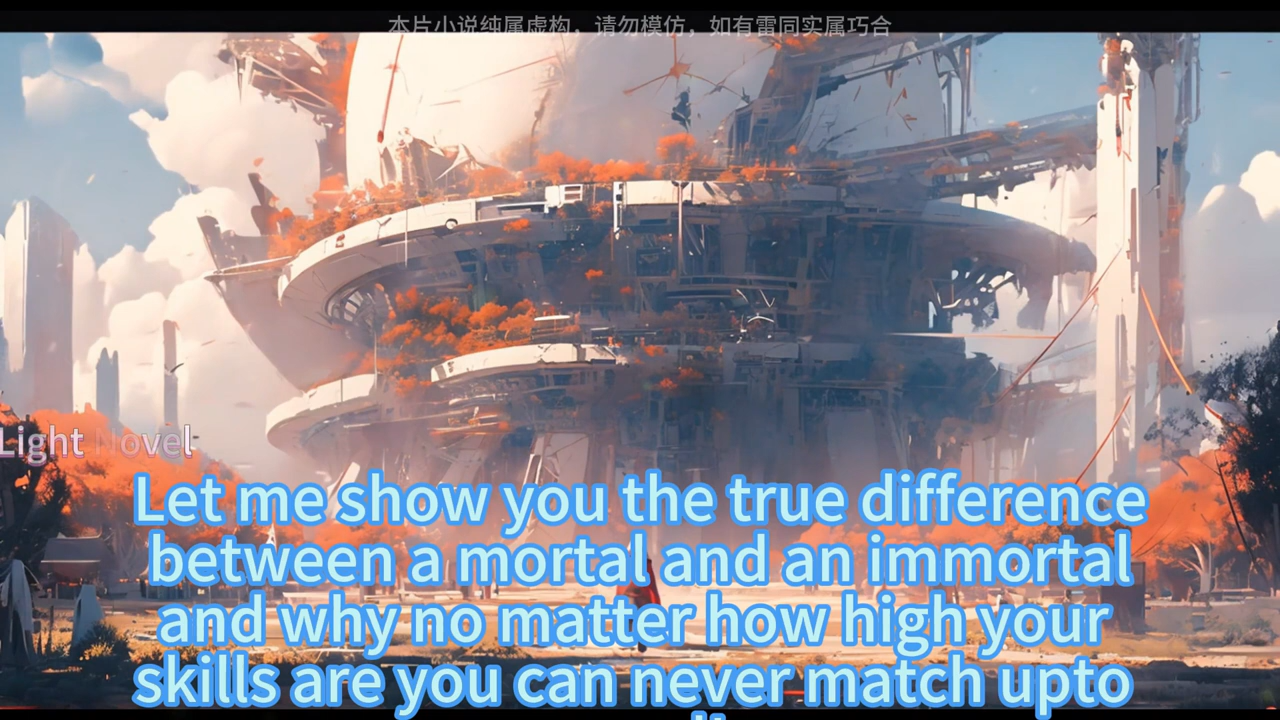 本片小说纯属虚构，请勿模仿，如有雷同实属巧合
Light Novel
Let me show you the true difference
between a mortal and an immortal
and why no matter how high your
skills are you can never match upto